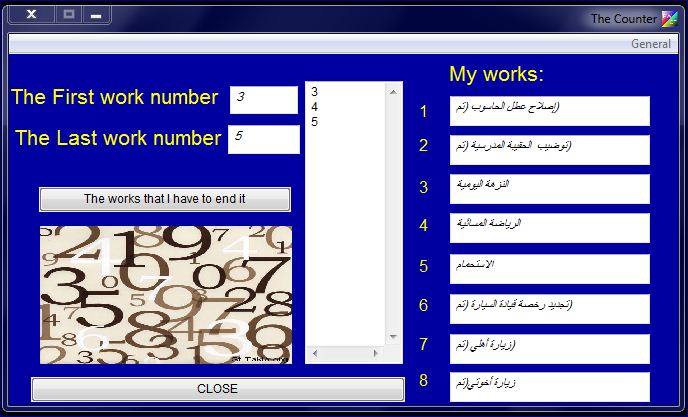 The Counter
General
The First work number 3
The Last work number 5
The works that I have to end it
3
4
5
My works:
1 إصلاح عطل الحاسوب (تم)
2 توضيب الحقيبة المدرسية (تم)
3 النزهة اليومية
4 الرياضة المسائية
5 الاستحمام
6 تجديد رخصة قيادة السيارة (تم)
7 زيارة أهلي (تم)
8 زيارة أخوتي(تم
CLOSE